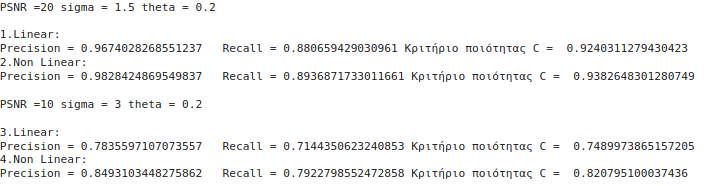 PSNR =20 sigma = 1.5 theta = 0.2
1.Linear:
Precision = 0.9674028268551237 Recall = 0.880659429030961 Κριτήριο ποιότητας C = 0.9240311279430423
2.Non Linear:
Precision = 0.9828424869549837 Recall = 0.8936871733011661 Κριτήριο ποιότητας C = 0.9382648301280749
PSNR =10 sigma = 3 theta = 0.2
3.Linear:
Precision = 0.7835597107073557 Recall = 0.7144350623240853 Κριτήριο ποιότητας C = 0.7489973865157205
4.Non Linear:
Precision = 0.8493103448275862 Recall = 0.7922798552472858 Κριτήριο ποιότητας C = 0.820795100037436